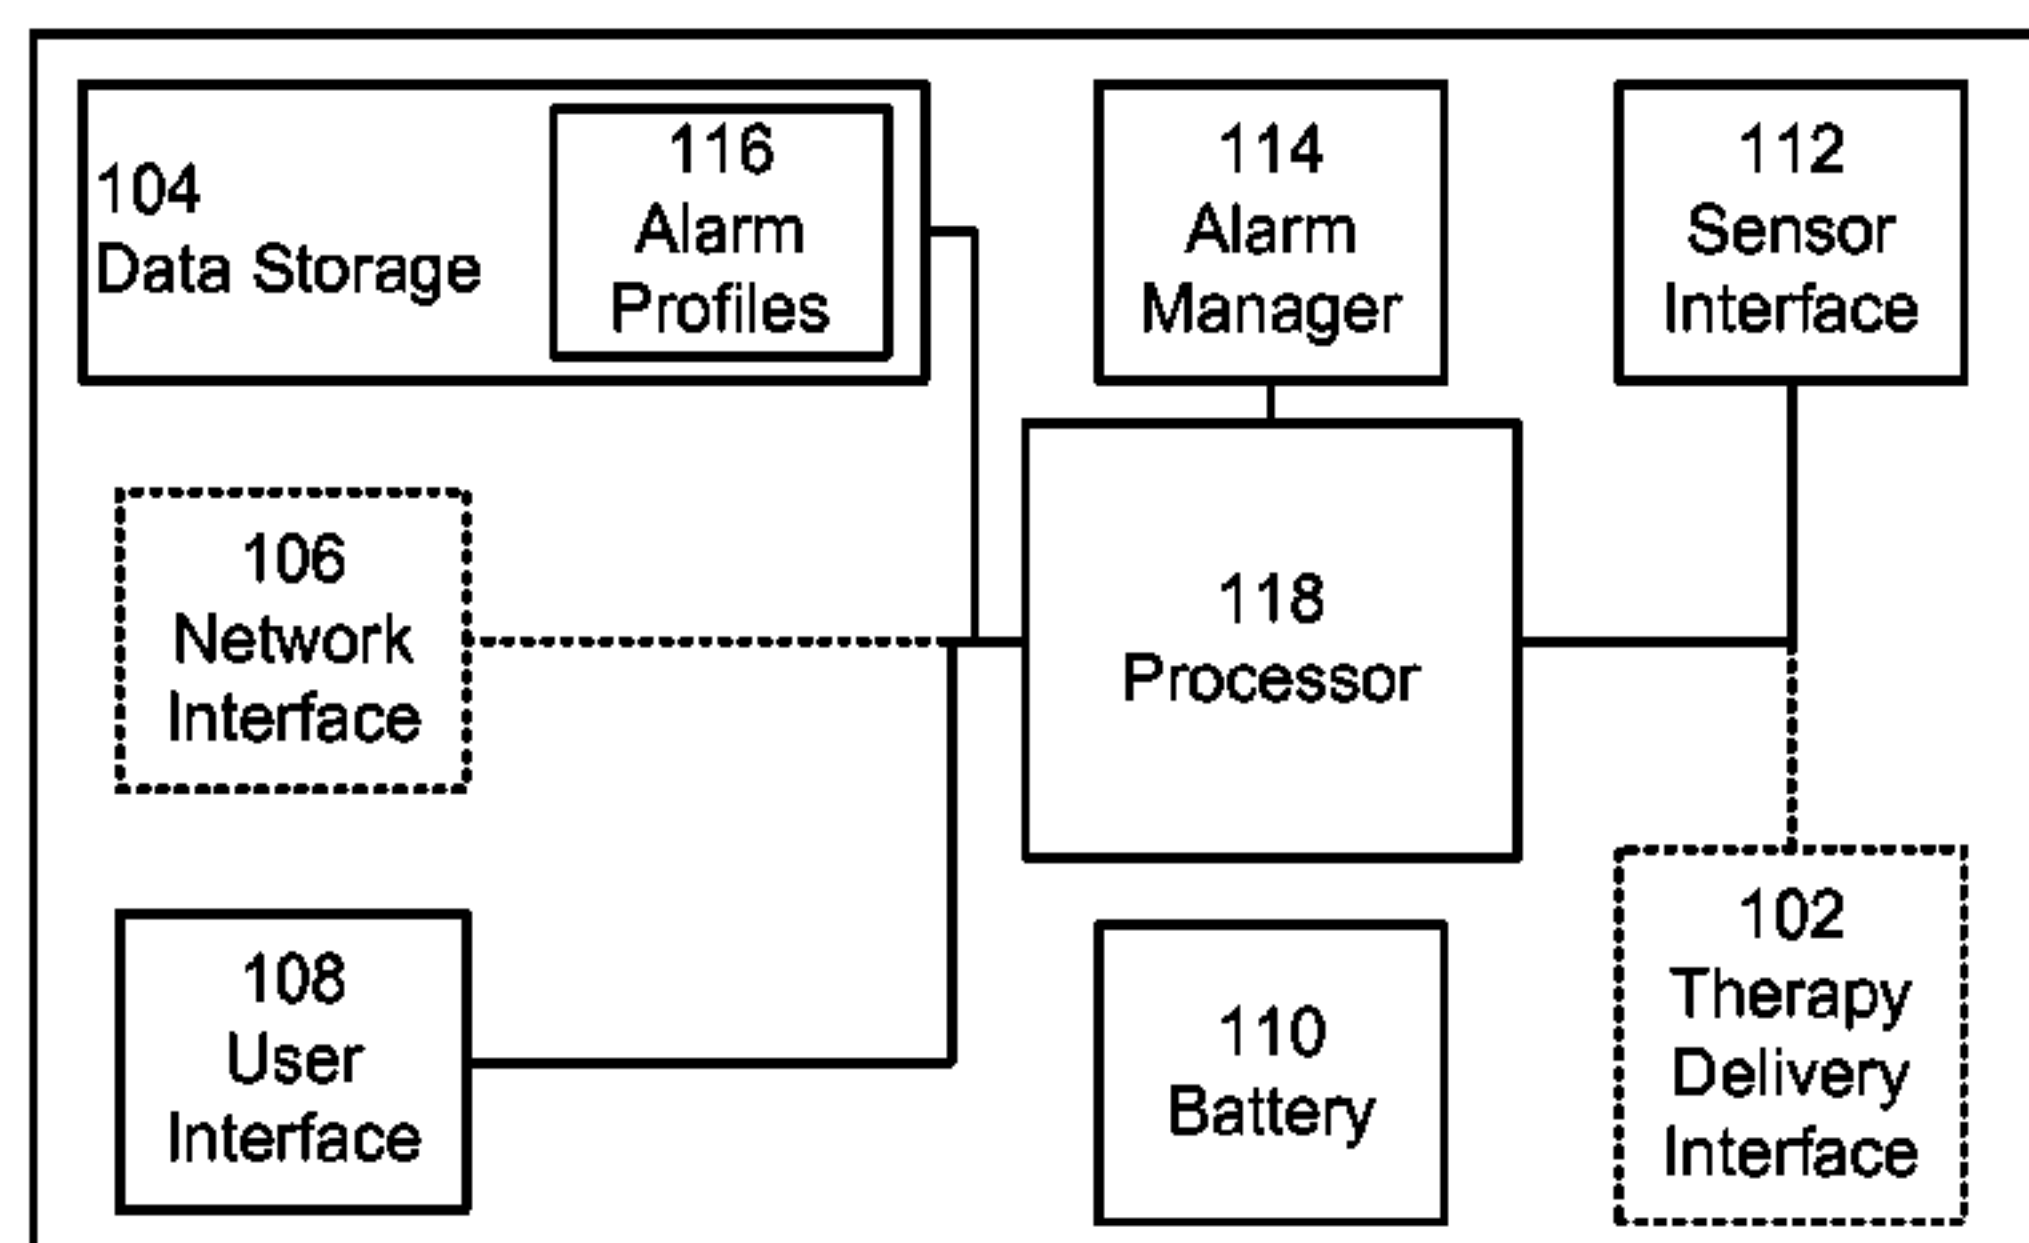 104
Data Storage
116
Alarm
Profiles
114
Alarm
Manager
112
Sensor
Interface
106
Network
Interface
118
Processor
108
User
Interface
110
Battery
102
Therapy
Delivery
Interface